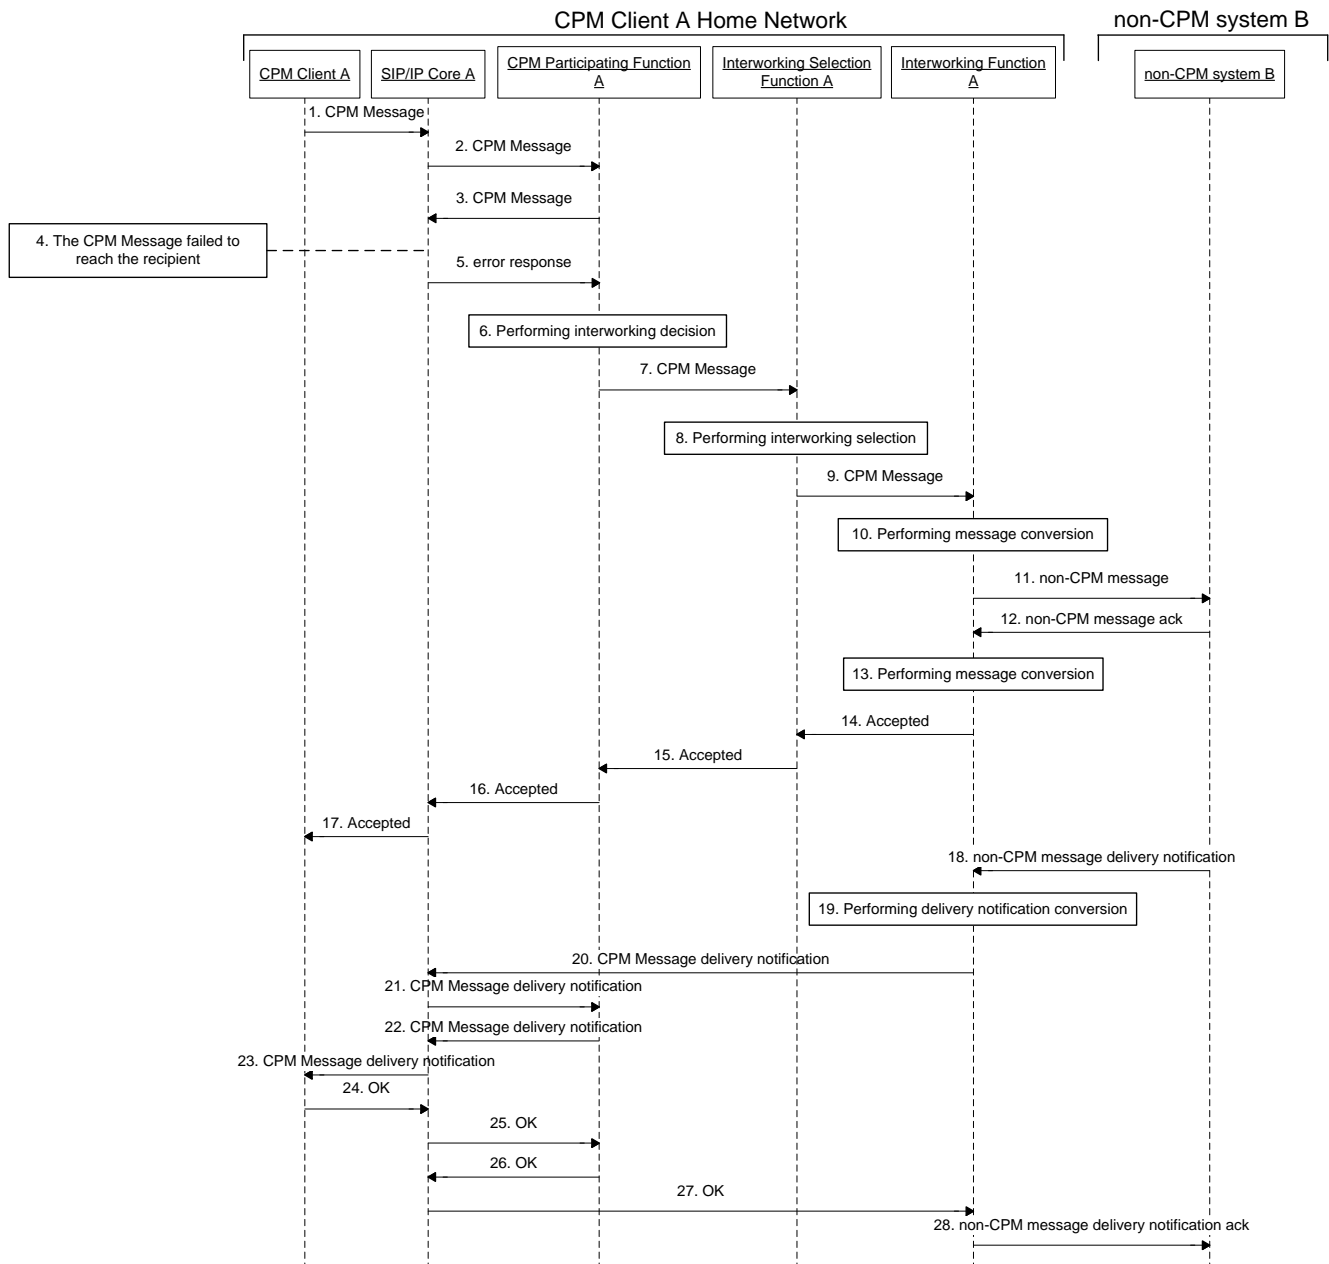 CPM Client A Home Network
non-CPM system B
CPM Client A
SIP/IP Core A
CPM Participating Function
A
Interworking Selection
Function A
Interworking Function
A
non-CPM system B
1. CPM Message
2. CPM Message
3. CPM Message
4. The CPM Message failed to
reach the recipient
5. error response
6. Performing interworking decision
7. CPM Message
8. Performing interworking selection
9. CPM Message
10. Performing message conversion
11. non-CPM message
12. non-CPM message ack
13. Performing message conversion
14. Accepted
15. Accepted
16. Accepted
17. Accepted
18. non-CPM message delivery notification
19. Performing delivery notification conversion
20. CPM Message delivery notification
21. CPM Message delivery notification
22. CPM Message delivery notification
23. CPM Message delivery notification
24. OK
25. OK
26. OK
27. OK
28. non-CPM message delivery notification ack